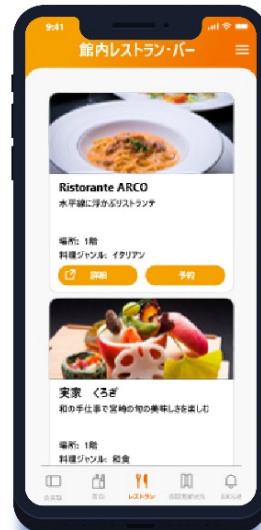 9:41
館内レストラン・バー
Ristorante ARCO
水平線に浮かぶリストランテ
場所: 1階
料理ジャンル: イタリアン
詳細
予約
実家 くろぎ
和の手仕事で宮崎の旬の美味しさを楽しむ
場所: 1階
料理ジャンル: 和食
レストラン